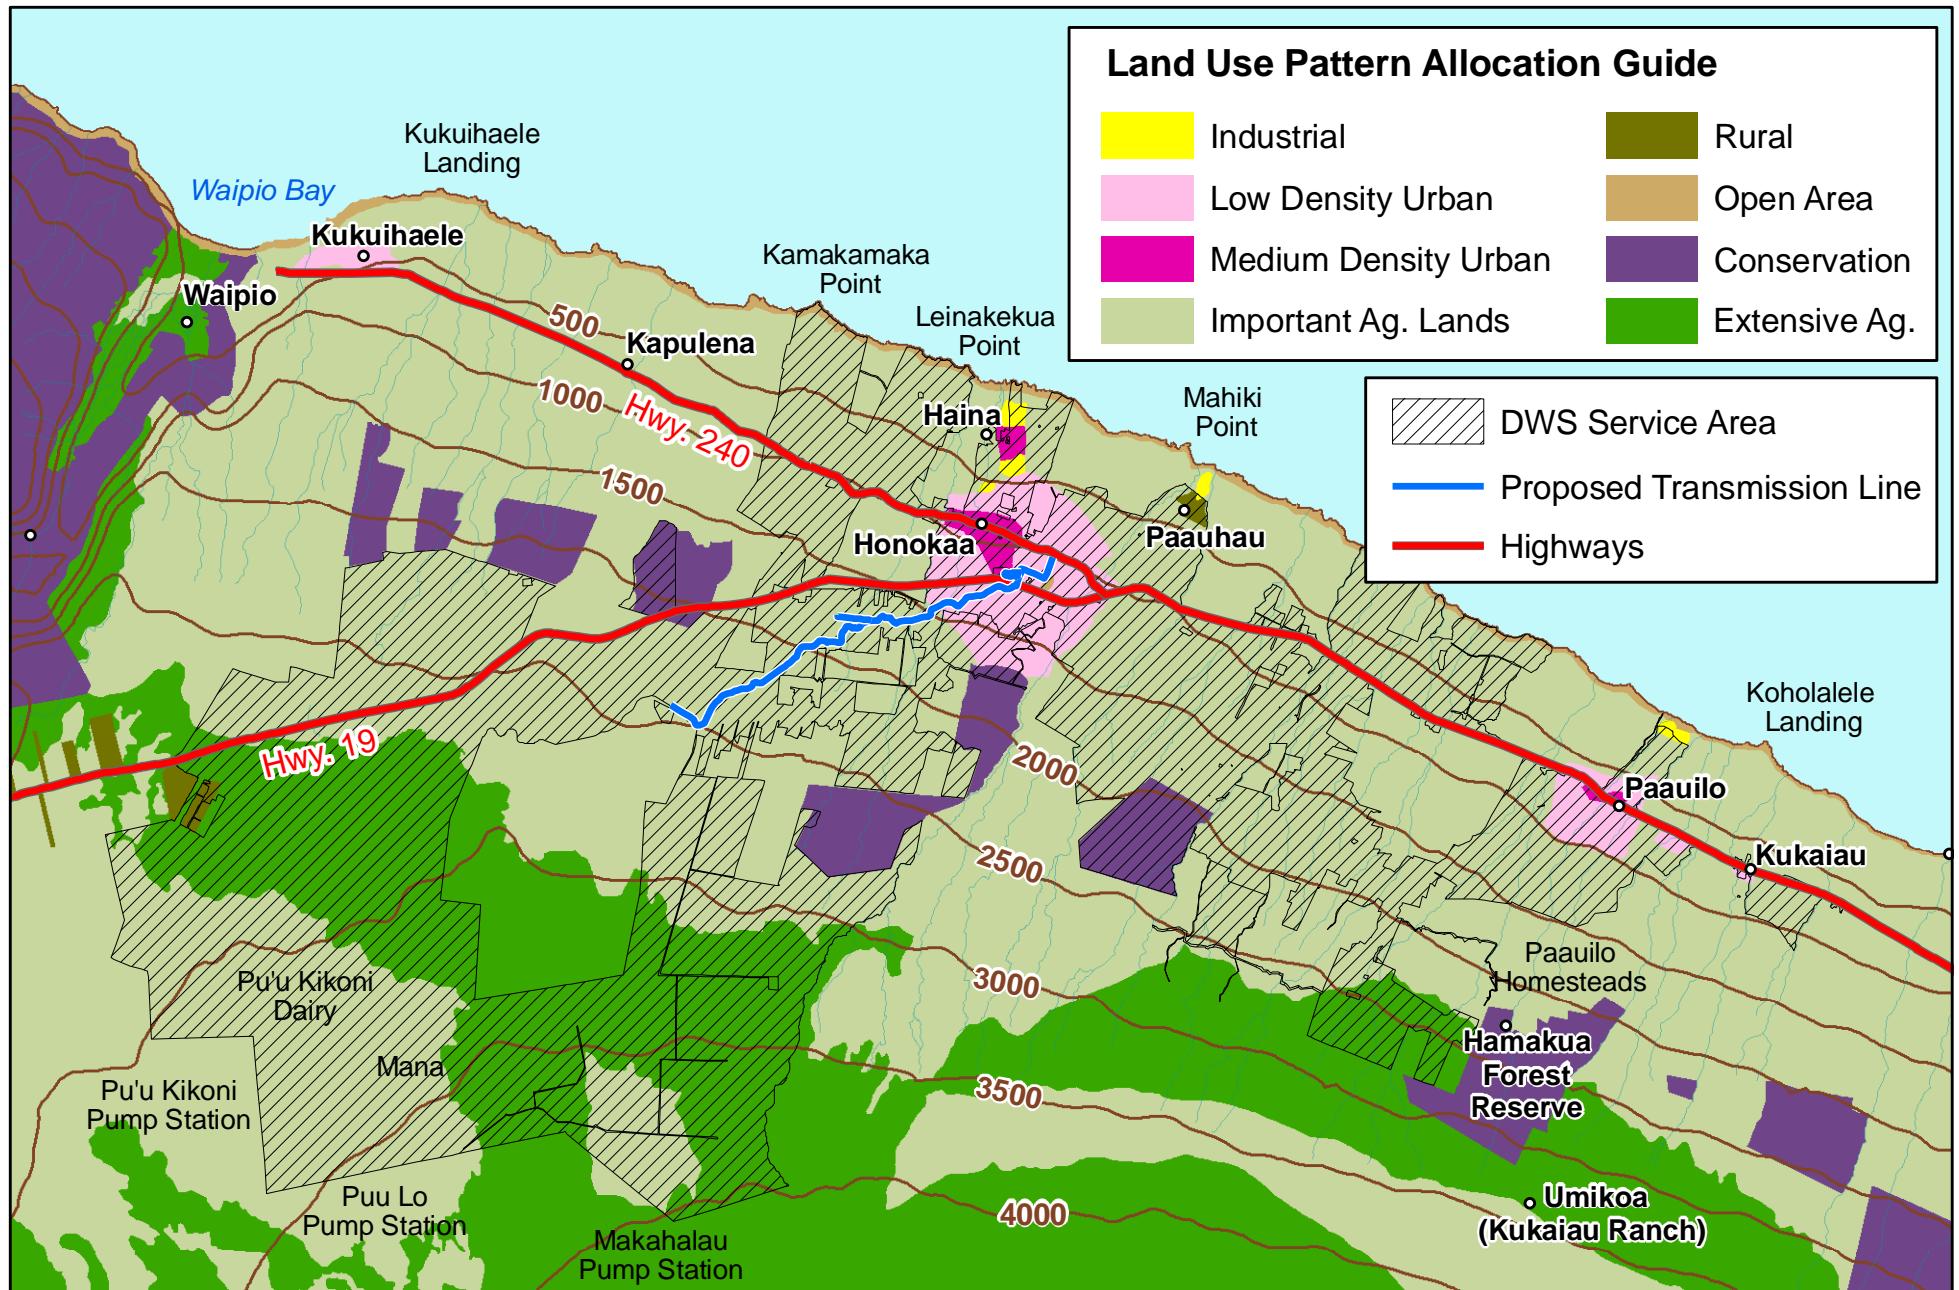 Land Use Pattern Allocation Guide
Industrial
Rural
Low Density Urban
Open Area
Medium Density Urban
Conservation
Important Ag. Lands
Extensive Ag.
DWS Service Area
Proposed Transmission Line
Highways
Kukuihaele
Landing
Waipio Bay
Kukuihaele
Kamakamaka
Point
Waipio
500
Leinakekua
Point
Kapulena
1000
Hwy. 240
Mahiki
Point
Haina
1500
Honokaa
Paauhau
Koholalele
Landing
Hwy. 19
2000
Paauilo
2500
Kukaiau
Pu'u Kikoni
Dairy
3000
Paauilo
Homesteads
Mana
Hamakua
Forest
Reserve
Pu'u Kikoni
Pump Station
3500
Puu Lo
Pump Station
4000
Umikoa
(Kukaiau Ranch)
Makahalau
Pump Station